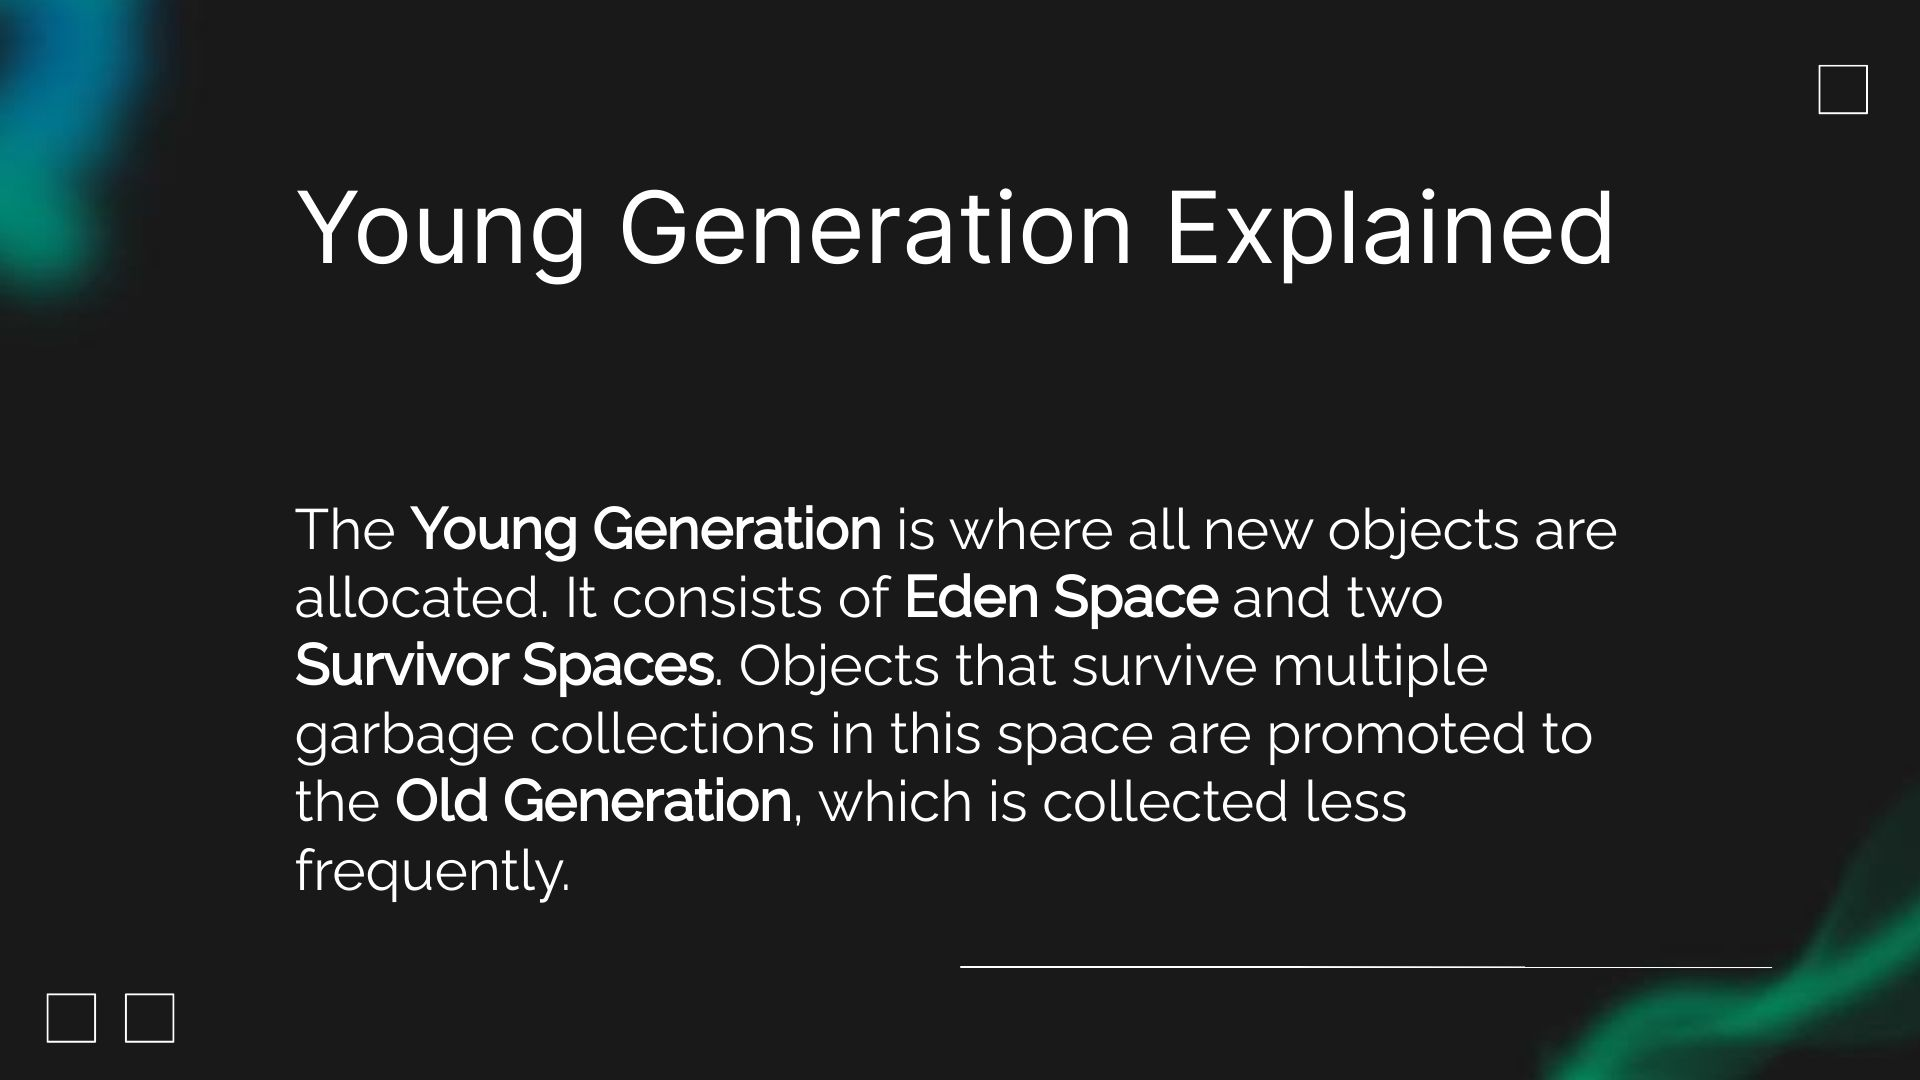 Young Generation Explained
The Young Generation is where all new objects are
allocated. It consists of Eden Space and two
Survivor Spaces. Objects that survive multiple
garbage collections in this space are promoted to
the Old Generation, which is collected less
frequently.